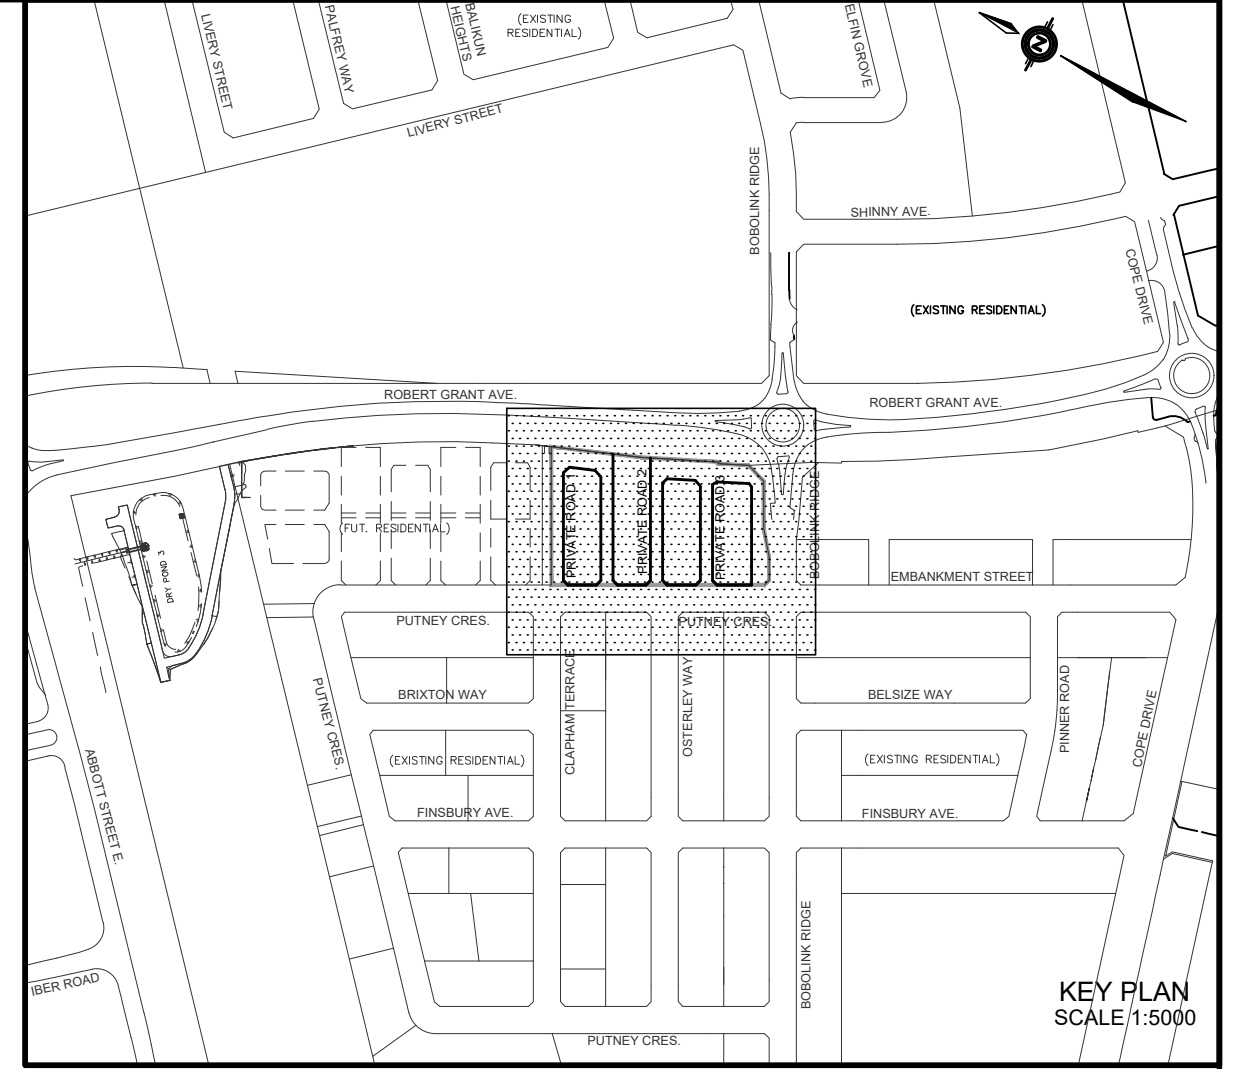 LIVERY STREET
PALFREY WAY
BALIKUN
HEIGHTS
(EXISTING
RESIDENTIAL)
ELFIN GROVE
N
LIVERY STREET
BOBOLINK RIDGE
SHINNY AVE.
COPE DRIVE
(EXISTING RESIDENTIAL)
ROBERT GRANT AVE.
ROBERT GRANT AVE.
PRIVATE ROAD
PRIVATE ROAD 2
PRIVATE ROAD 3
BOBOLINK RIDGE
(FUT. RESIDENTIAL)
DRY POND 3
EMBANKMENT STREET
PUTNEY CRES.
PUTNEY CRES.
PUTNEY CRES.
BRIXTON WAY
CLAPHAM TERRACE
OSTERLEY WAY
BELSIZE WAY
PINNER ROAD
COPE DRIVE
ABBOTT STREET E.
(EXISTING RESIDENTIAL)
(EXISTING RESIDENTIAL)
FINSBURY AVE.
FINSBURY AVE.
BOBOLINK RIDGE
IBER ROAD
KEY PLAN
SCALE 1:5000
PUTNEY CRES.